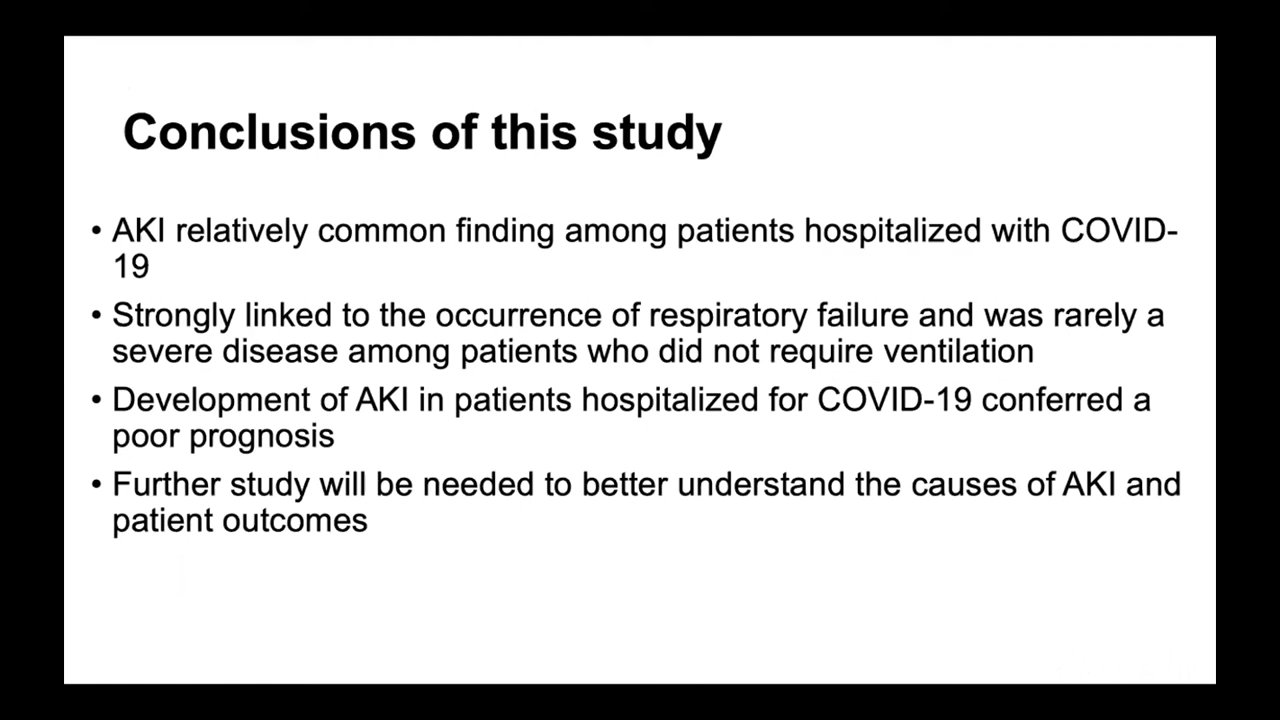 Conclusions of this study
• AKI relatively common finding among patients hospitalized with COVID-
19
• Strongly linked to the occurrence of respiratory failure and was rarely a
severe disease among patients who did not require ventilation
• Development of AKI in patients hospitalized for COVID-19 conferred a
poor prognosis
• Further study will be needed to better understand the causes of AKI and
patient outcomes